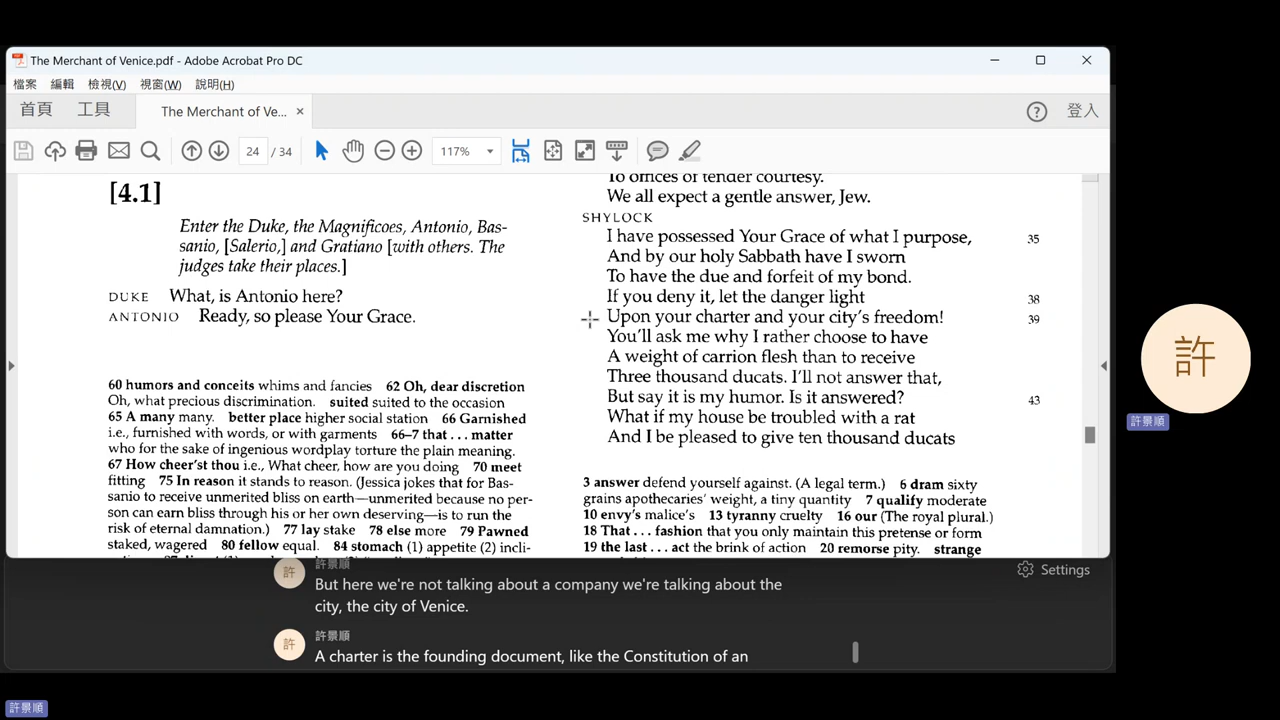 The Merchant of Venice.pdf - Adobe Acrobat Pro DC
檔案 編輯 檢視(V) 視窗(W) 說明(H)
首頁 工具 The Merchant of Ve... × 登入
24 / 34 117%
[4.1]
Enter the Duke, the Magnificoes, Antonio, Bas-
sanio, [Salerio,] and Gratiano [with others. The
judges take their places.]
DUKE What, is Antonio here?
ANTONIO Ready, so please Your Grace.
60 humors and conceits whims and fancies 62 Oh, dear discretion
Oh, what precious discrimination. suited suited to the occasion
65 A many many. better place higher social station 66 Garnished
i.e., furnished with words, or with garments 66–7 that . . . matter
who for the sake of ingenious wordplay torture the plain meaning.
67 How cheer'st thou i.e., What cheer, how are you doing 70 meet
fitting 75 In reason it stands to reason. (Jessica jokes that for Bas-
sanio to receive unmerited bliss on earth—unmerited because no per-
son can earn bliss through his or her own deserving—is to run the
risk of eternal damnation.) 77 lay stake 78 else more 79 Pawned
staked, wagered 80 fellow equal. 84 stomach (1) appetite (2) incli-
To offices of tender courtesy.
We all expect a gentle answer, Jew.
SHYLOCK
I have possessed Your Grace of what I purpose, 35
And by our holy Sabbath have I sworn
To have the due and forfeit of my bond.
If you deny it, let the danger light 38
Upon your charter and your city's freedom! 39
You'll ask me why I rather choose to have
A weight of carrion flesh than to receive
Three thousand ducats. I'll not answer that,
But say it is my humor. Is it answered? 43
What if my house be troubled with a rat
And I be pleased to give ten thousand ducats
3 answer defend yourself against. (A legal term.) 6 dram sixty
grains apothecaries' weight, a tiny quantity 7 qualify moderate
10 envy's malice's 13 tyranny cruelty 16 our (The royal plural.)
18 That . . . fashion that you only maintain this pretense or form
19 the last . . . act the brink of action 20 remorse pity. strange
許
許景順
許 許景順
But here we're not talking about a company we're talking about the
city, the city of Venice.
許 許景順
A charter is the founding document, like the Constitution of an
Settings
許景順